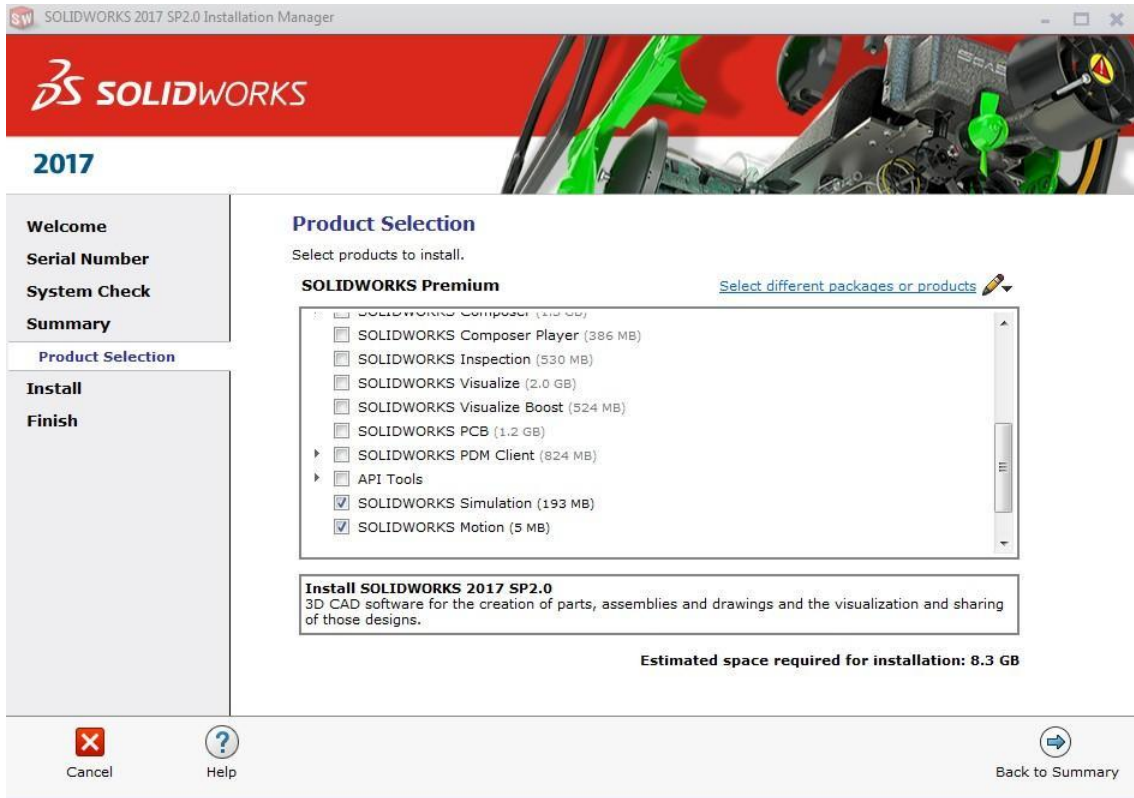 SOLIDWORKS 2017 SP2.0 Installation Manager
SOLIDWORKS
2017
Welcome
Serial Number
System Check
Summary
Product Selection
Install
Finish
Product Selection
Select products to install.
SOLIDWORKS Premium
Select different packages or products
SOLIDWORKS Composer (1.5 GB)
SOLIDWORKS Composer Player (386 MB)
SOLIDWORKS Inspection (530 MB)
SOLIDWORKS Visualize (2.0 GB)
SOLIDWORKS Visualize Boost (524 MB)
SOLIDWORKS PCB (1.2 GB)
SOLIDWORKS PDM Client (824 MB)
API Tools
SOLIDWORKS Simulation (193 MB)
SOLIDWORKS Motion (5 MB)
Install SOLIDWORKS 2017 SP2.0
3D CAD software for the creation of parts, assemblies and drawings and the visualization and sharing
of those designs.
Estimated space required for installation: 8.3 GB
Cancel
Help
Back to Summary